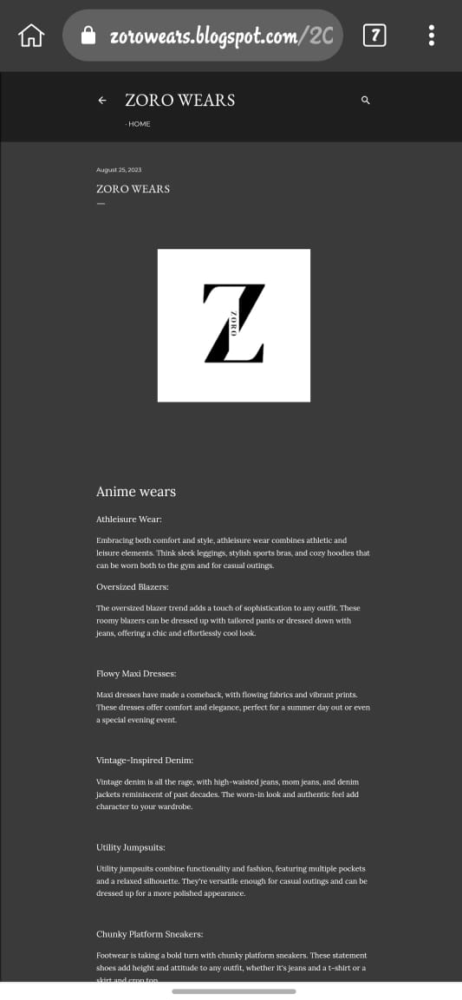 zorowears.blogspot.com/20
7
ZORO WEARS
· HOME
August 25, 2023
ZORO WEARS
ZORO
Anime wears
Athleisure Wear:
Embracing both comfort and style, athleisure wear combines athletic and
leisure elements. Think sleek leggings, stylish sports bras, and cozy hoodies that
can be worn both to the gym and for casual outings.
Oversized Blazers:
The oversized blazer trend adds a touch of sophistication to any outfit. These
roomy blazers can be dressed up with tailored pants or dressed down with
jeans, offering a chic and effortlessly cool look.
Flowy Maxi Dresses:
Maxi dresses have made a comeback, with flowing fabrics and vibrant prints.
These dresses offer comfort and elegance, perfect for a summer day out or even
a special evening event.
Vintage-Inspired Denim:
Vintage denim is all the rage, with high-waisted jeans, mom jeans, and denim
jackets reminiscent of past decades. The worn-in look and authentic feel add
character to your wardrobe.
Utility Jumpsuits:
Utility jumpsuits combine functionality and fashion, featuring multiple pockets
and a relaxed silhouette. They're versatile enough for casual outings and can be
dressed up for a more polished appearance.
Chunky Platform Sneakers:
Footwear is taking a bold turn with chunky platform sneakers. These statement
shoes add height and attitude to any outfit, whether it's jeans and a t-shirt or a
skirt and crop top